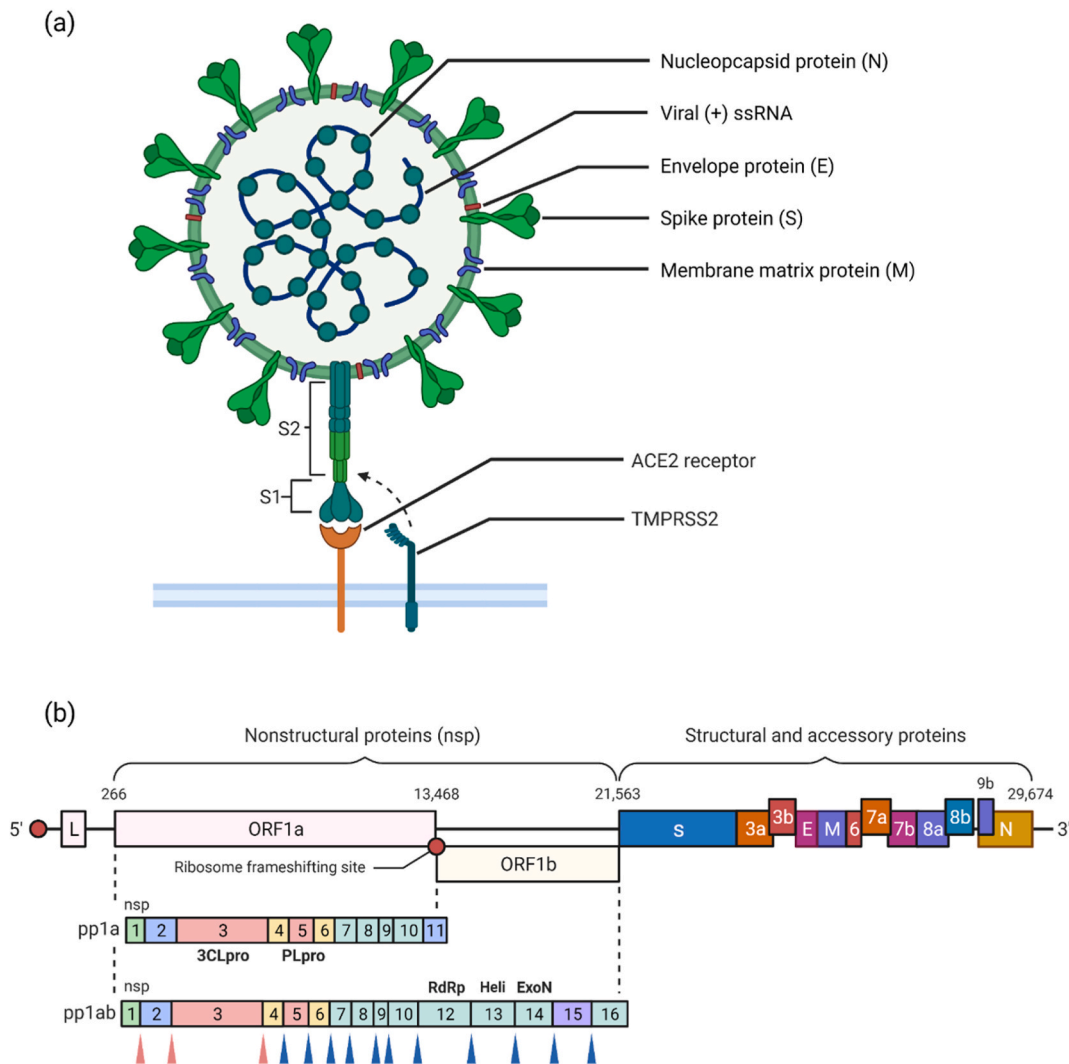 (a)
Nucleopcapsid protein (N)
Viral (+) ssRNA
Envelope protein (E)
Spike protein (S)
Membrane matrix protein (M)
S2
S1
ACE2 receptor
TMPRSS2
(b)
Nonstructural proteins (nsp)
Structural and accessory proteins
266
13,468
21,563
9b
29,674
5'
L
ORF1a
S
3a
3b
E
M
6
7a
7b
8a
8b
N
3'
Ribosome frameshifting site
ORF1b
nsp
pp1a
1 2 3 4 5 6 7 8 9 10 11
3CLpro PLpro
nsp
RdRp Heli ExoN
pp1ab
1 2 3 4 5 6 7 8 9 10 12 13 14 15 16